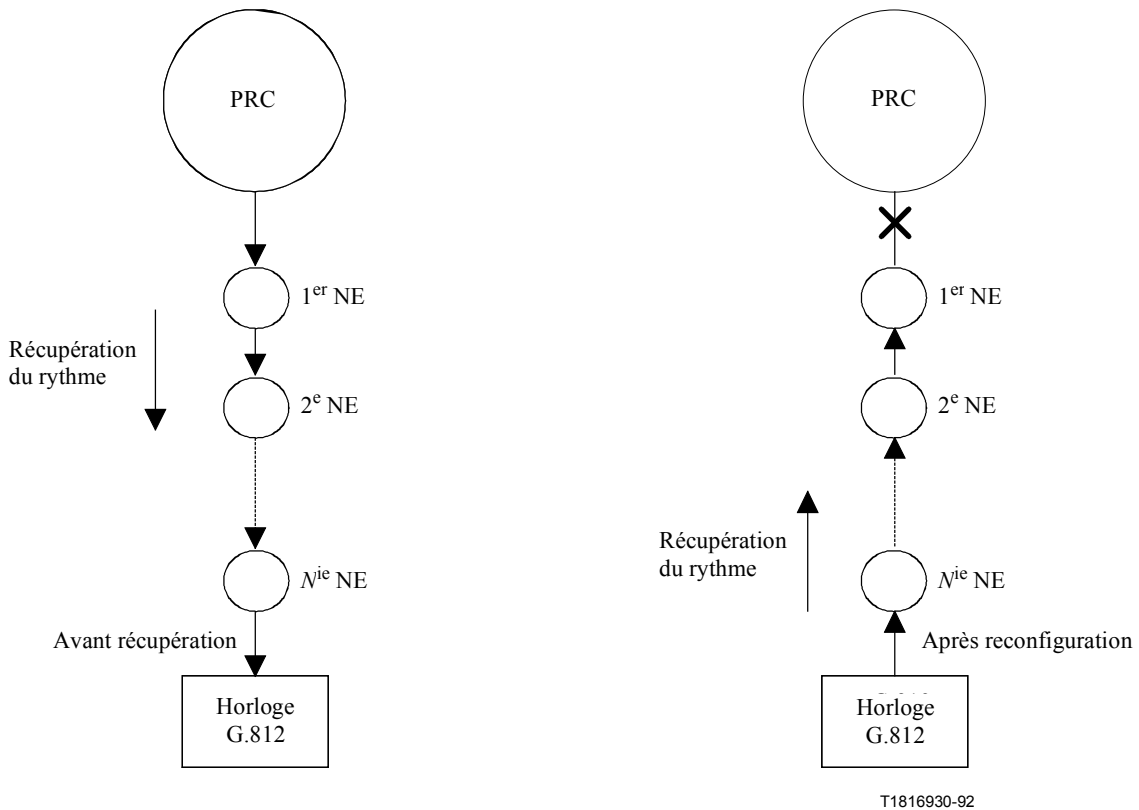 PRC
1er NE
Récupération
du rythme
2e NE
Nie NE
Avant récupération
Horloge
G.812
PRC
1er NE
2e NE
Récupération
du rythme
Nie NE
Après reconfiguration
Horloge
G.812
T1816930-92